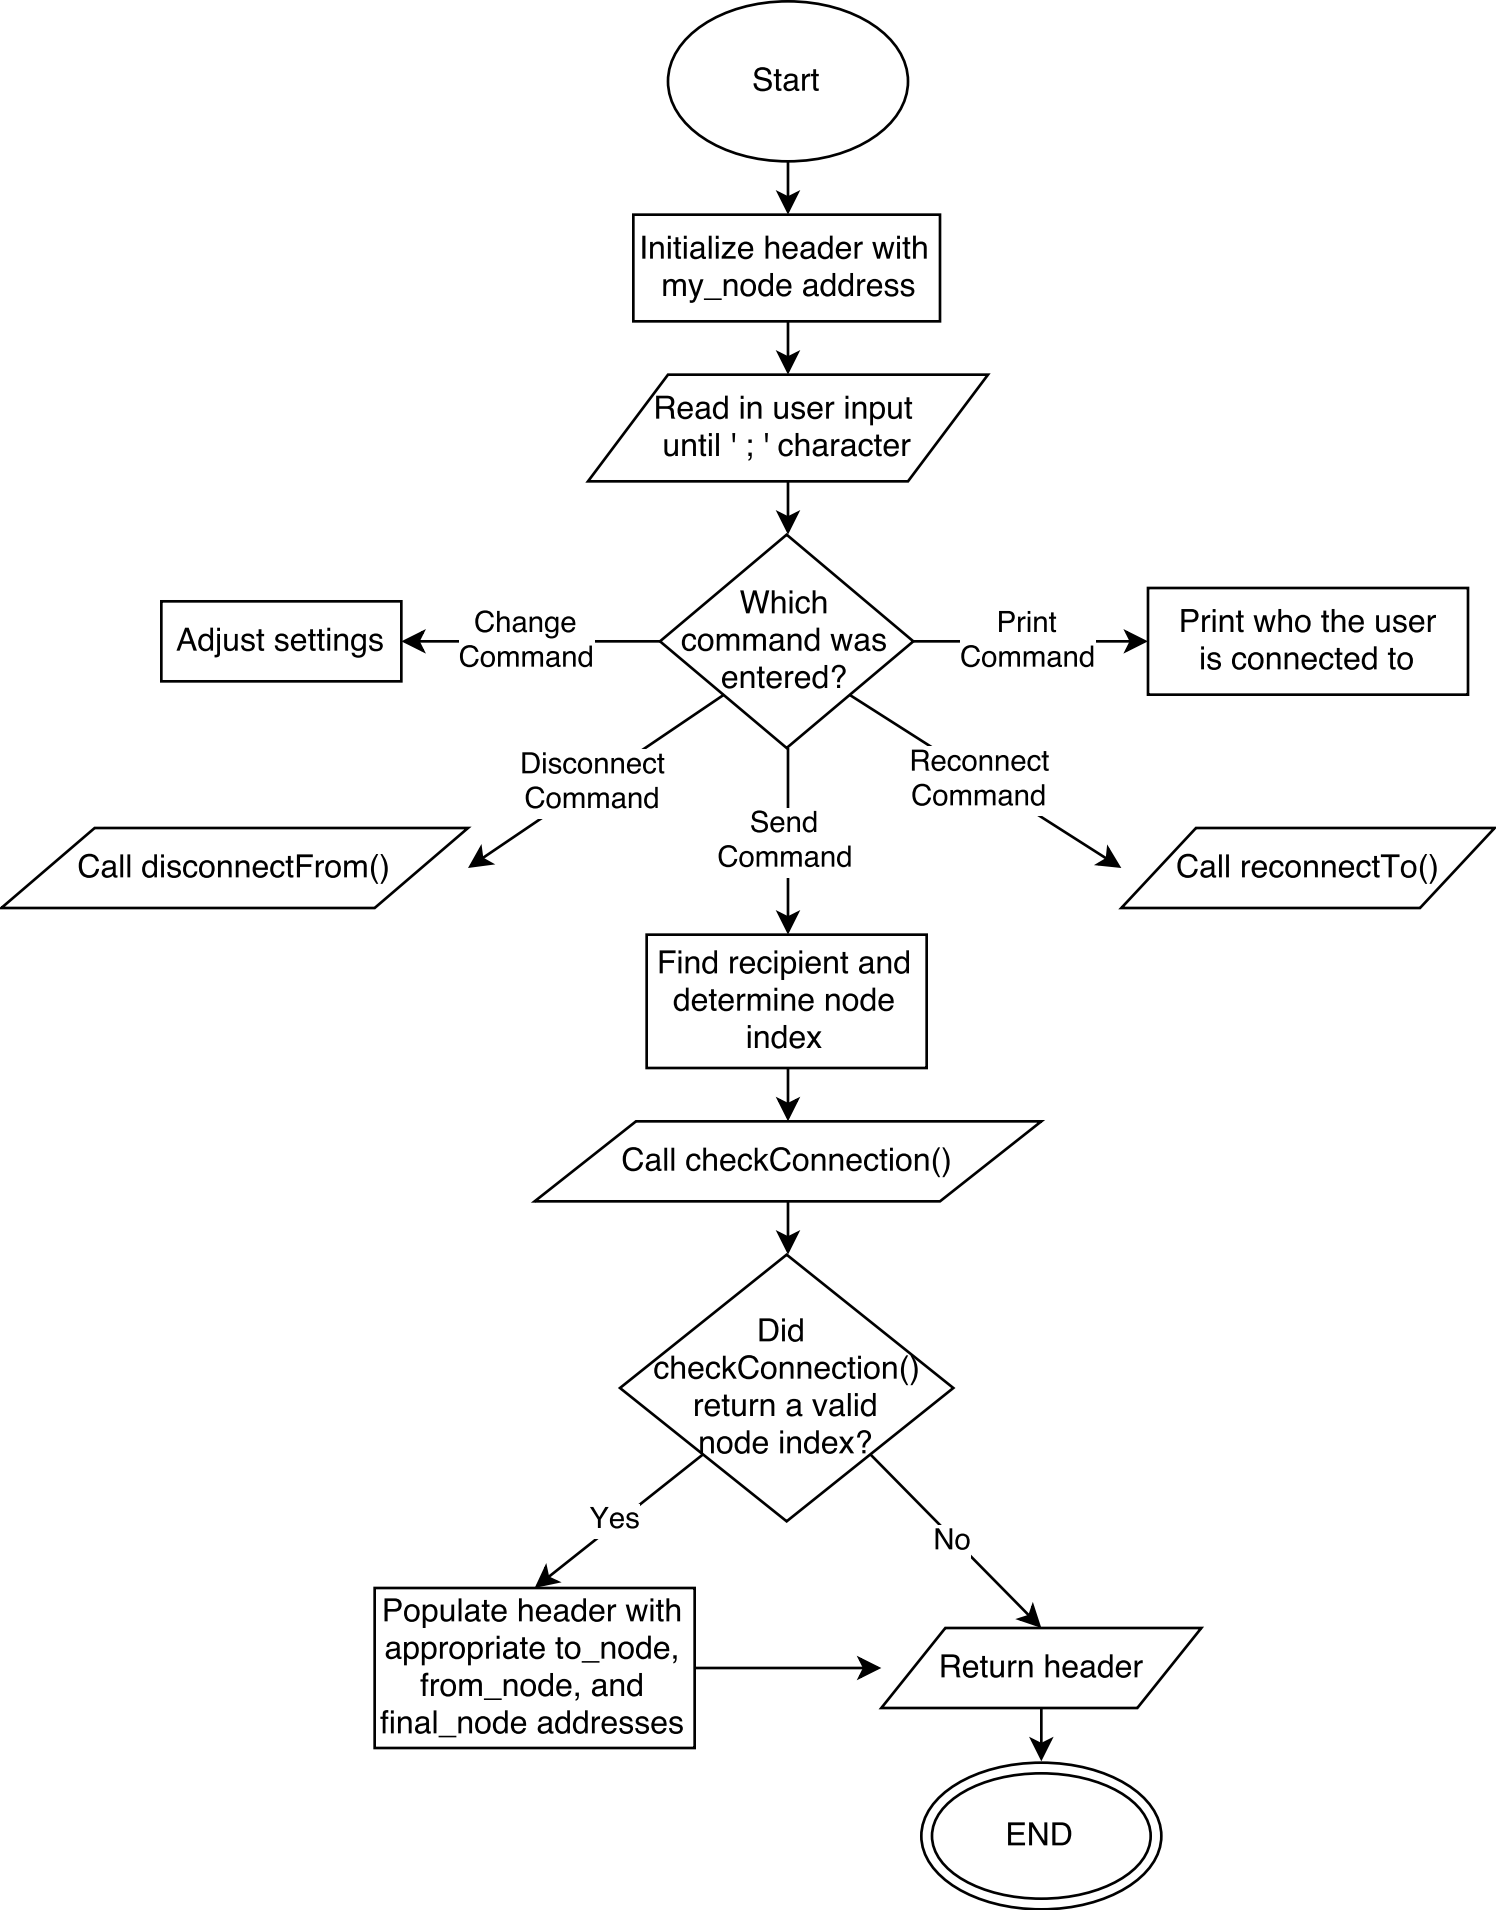 Start
Initialize header with
my_node address
Read in user input
until ' ; ' character
Which
command was
entered?
Change
Command
Adjust settings
Print
Command
Print who the user
is connected to
Disconnect
Command
Call disconnectFrom()
Send
Command
Reconnect
Command
Call reconnectTo()
Find recipient and
determine node
index
Call checkConnection()
Did
checkConnection()
return a valid
node index?
Yes
No
Populate header with
appropriate to_node,
from_node, and
final_node addresses
Return header
END